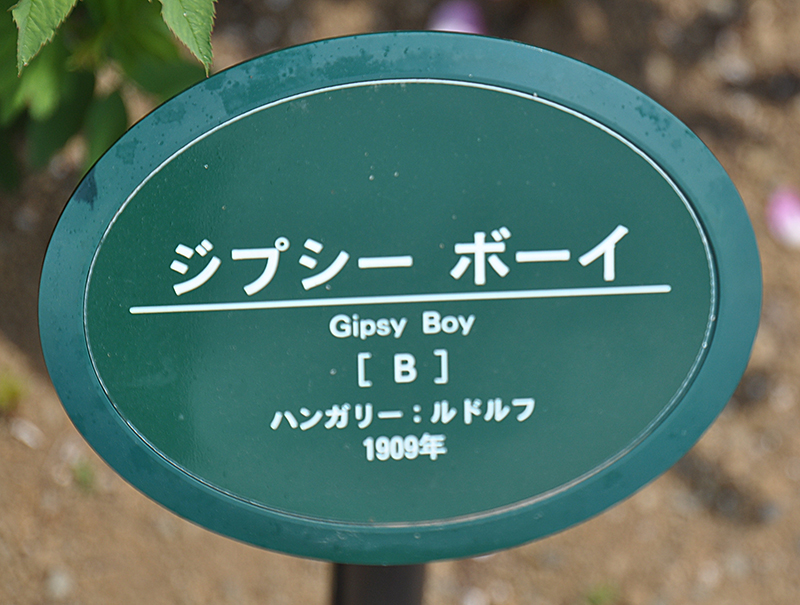 ジプシー ボーイ
Gipsy Boy
[ B ]
ハンガリー：ルドルフ
1909年